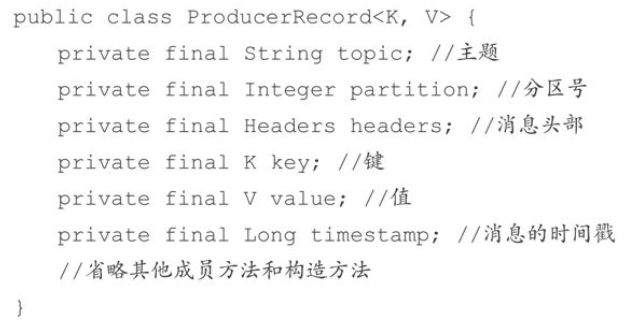 public class ProducerRecord<K, V> {
    private final String topic; //主题
    private final Integer partition; //分区号
    private final Headers headers; //消息头部
    private final K key; //键
    private final V value; //值
    private final Long timestamp; //消息的时间戳
    //省略其他成员方法和构造方法
}